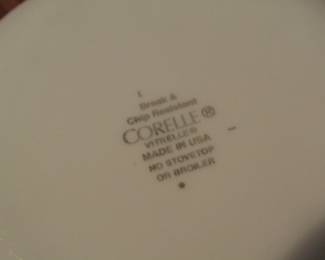 Break &
Chip Resistant
CORELLE®
VITRELLE®
MADE IN USA
NO STOVETOP
OR BROILER